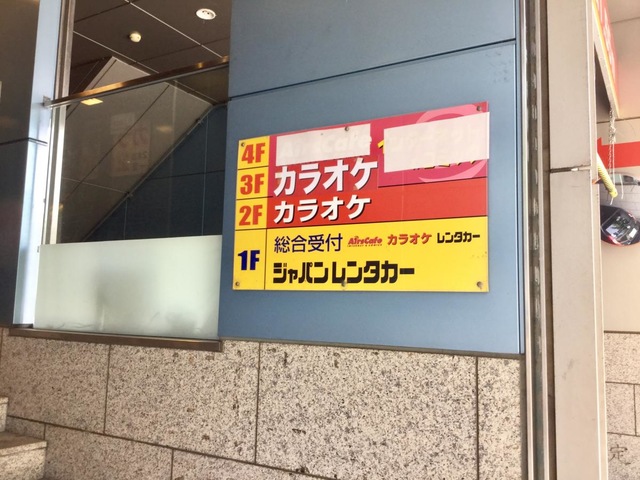 4F
3F カラオケ
2F カラオケ
1F 総合受付 AireCafe カラオケ レンタカー
ジャパンレンタカー